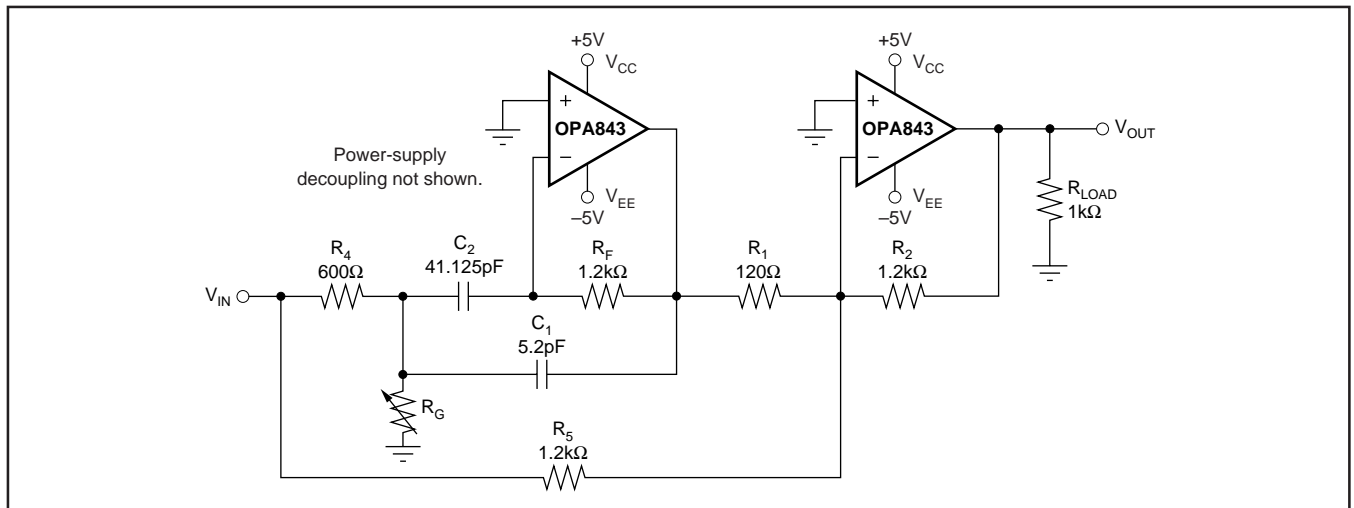 +5V
V_CC
+
OPA843
–
V_EE
–5V
+5V
V_CC
+
OPA843
–
V_EE
–5V
V_OUT
R_LOAD
1kΩ
Power-supply
decoupling not shown.
V_IN
R_4
600Ω
C_2
41.125pF
R_F
1.2kΩ
R_1
120Ω
R_2
1.2kΩ
C_1
5.2pF
R_G
R_5
1.2kΩ